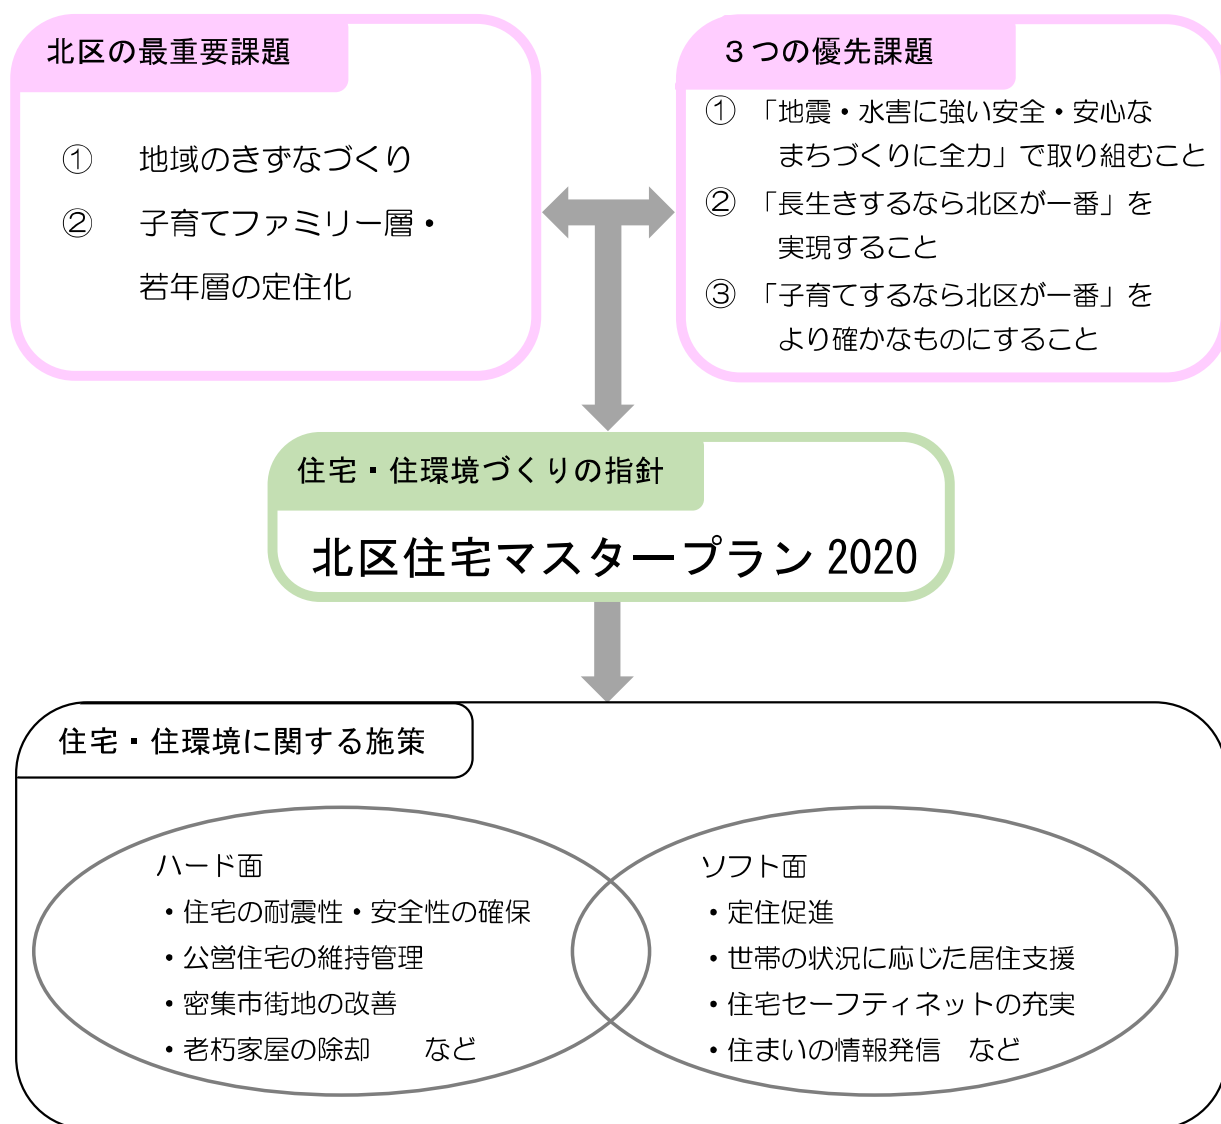 北区の最重要課題
① 地域のきずなづくり
② 子育てファミリー層・
若年層の定住化
3つの優先課題
① 「地震・水害に強い安全・安心な
まちづくりに全力」で取り組むこと
② 「長生きするなら北区が一番」を
実現すること
③ 「子育てするなら北区が一番」を
より確かなものにすること
住宅・住環境づくりの指針
北区住宅マスタープラン 2020
住宅・住環境に関する施策
ハード面
・住宅の耐震性・安全性の確保
・公営住宅の維持管理
・密集市街地の改善
・老朽家屋の除却 など
ソフト面
・定住促進
・世帯の状況に応じた居住支援
・住宅セーフティネットの充実
・住まいの情報発信 など